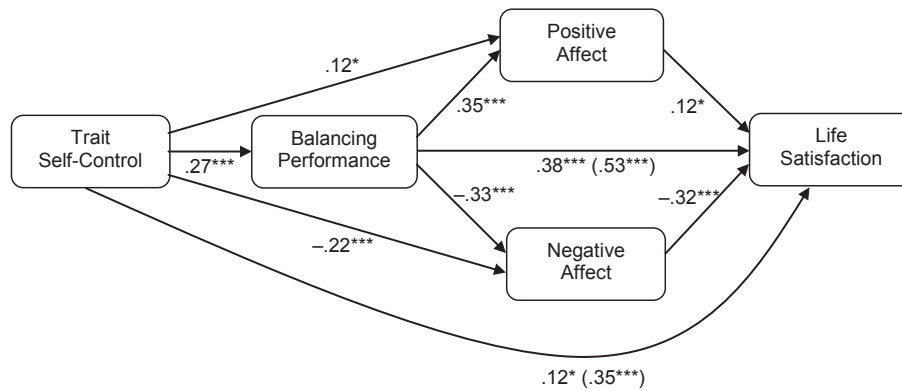 Positive
Affect
.12*
.35***
.12*
Trait
Self-Control
.27***
Balancing
Performance
.38*** (.53***)
Life
Satisfaction
–.33***
–.32***
–.22***
Negative
Affect
.12* (.35***)